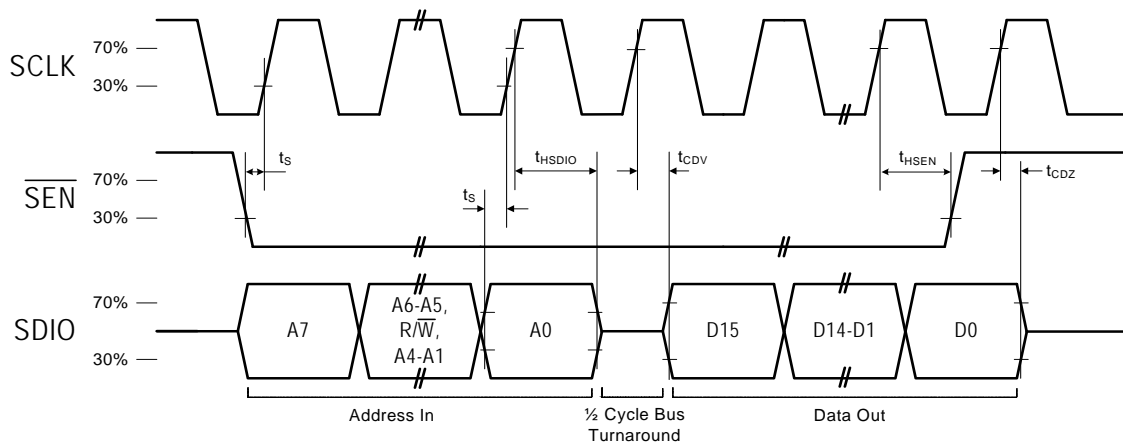 SCLK
70%
30%
SEN
70%
30%
tS
tS
tHSDIO
tCDV
tHSEN
tCDZ
SDIO
70%
30%
A7
A6-A5,
R/W,
A4-A1
A0
D15
D14-D1
D0
Address In
½ Cycle Bus
Turnaround
Data Out